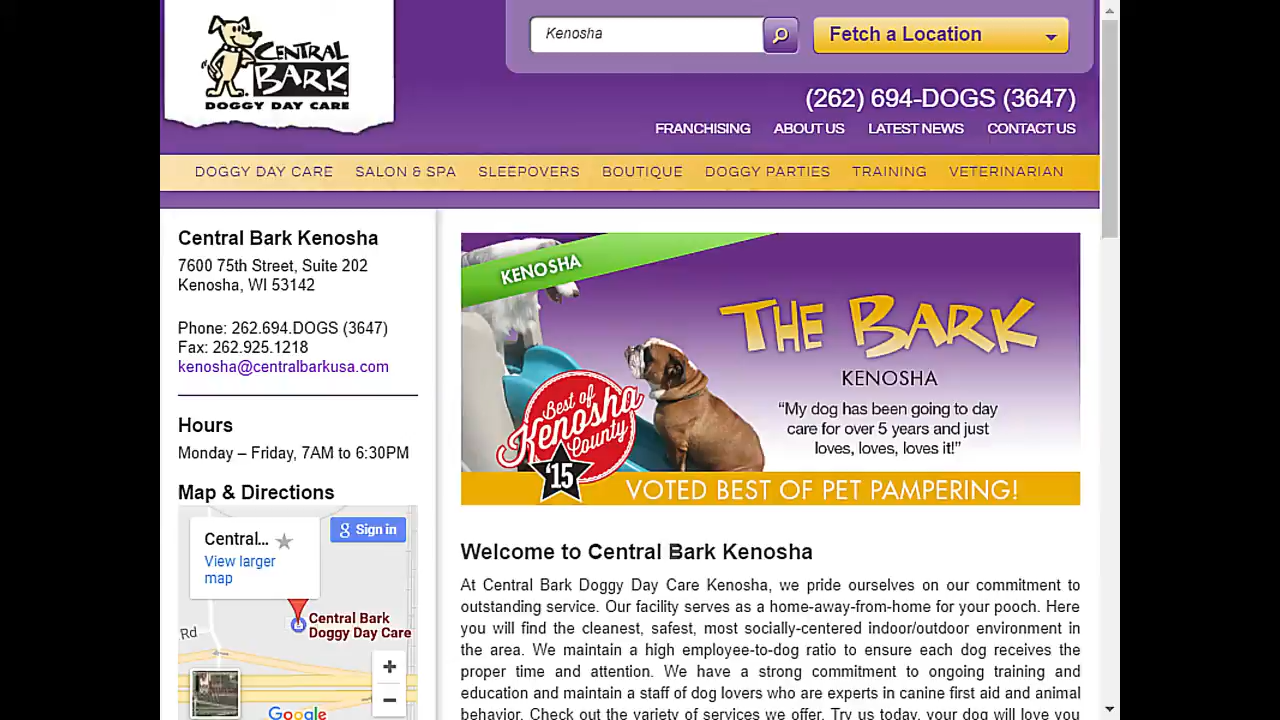 CENTRAL
BARK
DOGGY DAY CARE
Kenosha
Fetch a Location
(262) 694-DOGS (3647)
FRANCHISING ABOUT US LATEST NEWS CONTACT US
DOGGY DAY CARE SALON & SPA SLEEPOVERS BOUTIQUE DOGGY PARTIES TRAINING VETERINARIAN
Central Bark Kenosha
7600 75th Street, Suite 202
Kenosha, WI 53142
Phone: 262.694.DOGS (3647)
Fax: 262.925.1218
kenosha@centralbarkusa.com
Hours
Monday – Friday, 7AM to 6:30PM
Map & Directions
Central...
View larger
map
g Sign in
Central Bark
Doggy Day Care
Rd
+
−
Google
KENOSHA
THE BARK
KENOSHA
“My dog has been going to day
care for over 5 years and just
loves, loves, loves it!”
Best of
Kenosha
County
'15
VOTED BEST OF PET PAMPERING!
Welcome to Central Bark Kenosha
At Central Bark Doggy Day Care Kenosha, we pride ourselves on our commitment to
outstanding service. Our facility serves as a home-away-from-home for your pooch. Here
you will find the cleanest, safest, most socially-centered indoor/outdoor environment in
the area. We maintain a high employee-to-dog ratio to ensure each dog receives the
proper time and attention. We have a strong commitment to ongoing training and
education and maintain a staff of dog lovers who are experts in canine first aid and animal
behavior. Check out the variety of services we offer. Try us today, your dog will love you